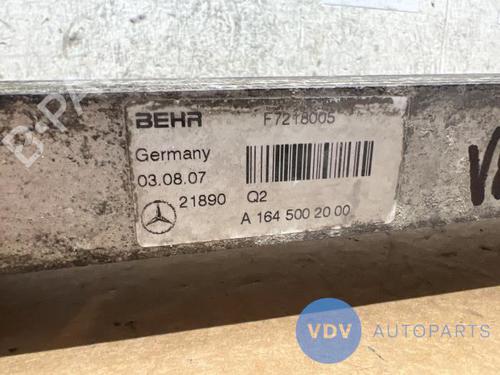 BEHR F7218005
Germany
03.08.07
21890 Q2
A 164 500 20 00
VDV AUTOPARTS